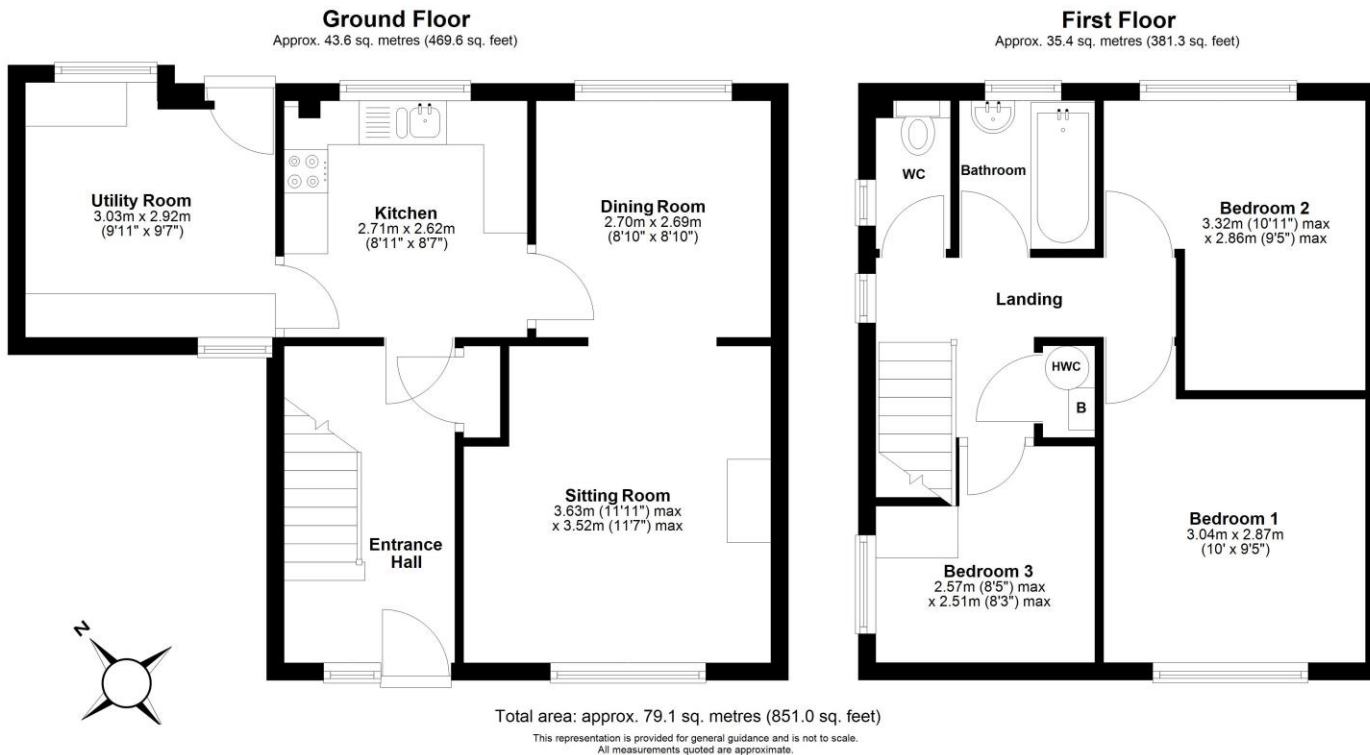 Ground Floor
Approx. 43.6 sq. metres (469.6 sq. feet)
Utility Room
3.03m x 2.92m
(9'11" x 9'7")
Kitchen
2.71m x 2.62m
(8'11" x 8'7")
Dining Room
2.70m x 2.69m
(8'10" x 8'10")
Sitting Room
3.63m (11'11") max
x 3.52m (11'7") max
Entrance
Hall
First Floor
Approx. 35.4 sq. metres (381.3 sq. feet)
WC
Bathroom
Bedroom 2
3.32m (10'11") max
x 2.86m (9'5") max
Landing
HWC
B
Bedroom 1
3.04m x 2.87m
(10' x 9'5")
Bedroom 3
2.57m (8'5") max
x 2.51m (8'3") max
N
Total area: approx. 79.1 sq. metres (851.0 sq. feet)
This representation is provided for general guidance and is not to scale.
All measurements quoted are approximate.